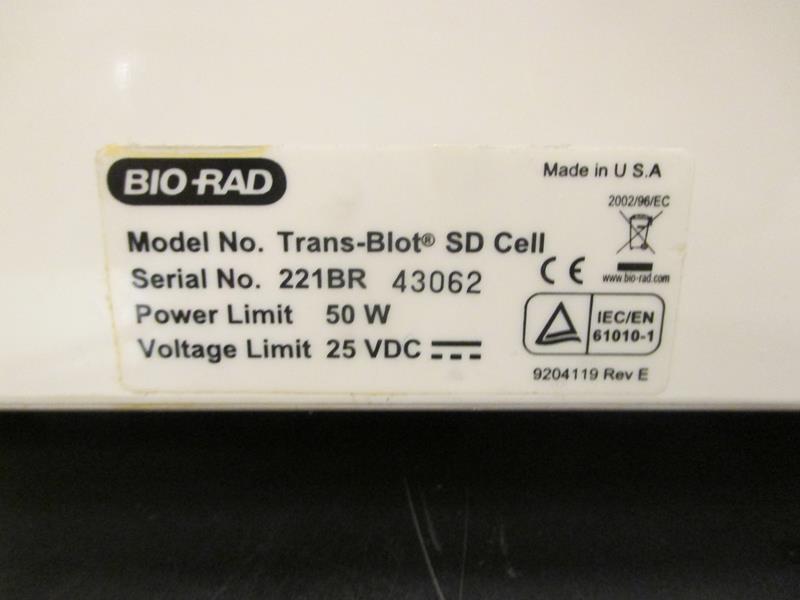 BIO-RAD
Made in U S.A
2002/96/EC
Model No. Trans-Blot® SD Cell
Serial No. 221BR 43062
CE
www.bio-rad.com
Power Limit 50 W
IEC/EN
61010-1
Voltage Limit 25 VDC
9204119 Rev E